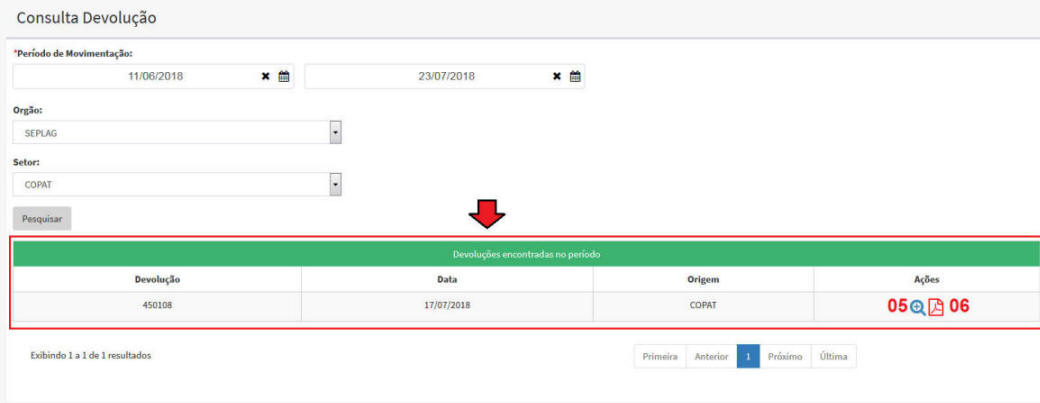 Consulta Devolução
*Período de Movimentação:
11/06/2018 23/07/2018
Orgão:
SEPLAG
Setor:
COPAT
Pesquisar
Devoluções encontradas no período
Devolução Data Origem Ações
450108 17/07/2018 COPAT 05 06
Exibindo 1 a 1 de 1 resultados Primeira Anterior 1 Próximo Última